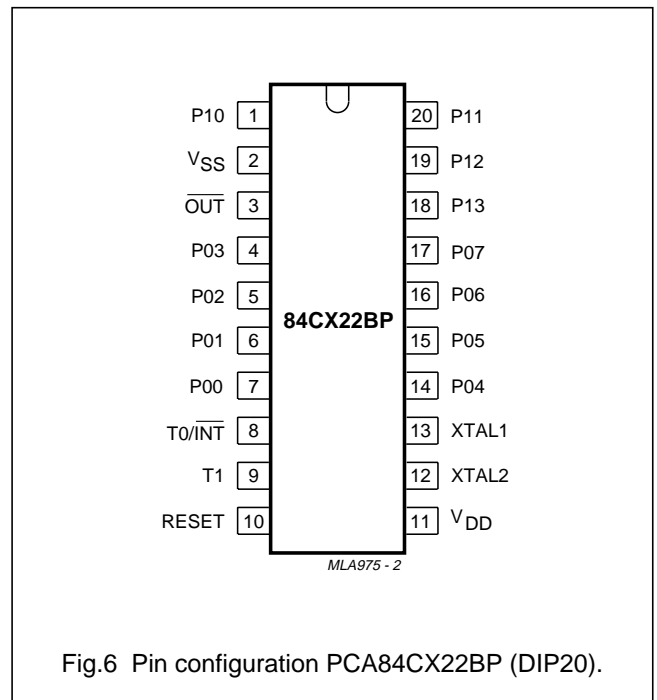 P10 1 20 P11
VSS 2 19 P12
OUT 3 18 P13
P03 4 17 P07
P02 5 16 P06
84CX22BP
P01 6 15 P05
P00 7 14 P04
T0/INT 8 13 XTAL1
T1 9 12 XTAL2
RESET 10 11 VDD
MLA975 - 2
Fig.6 Pin configuration PCA84CX22BP (DIP20).